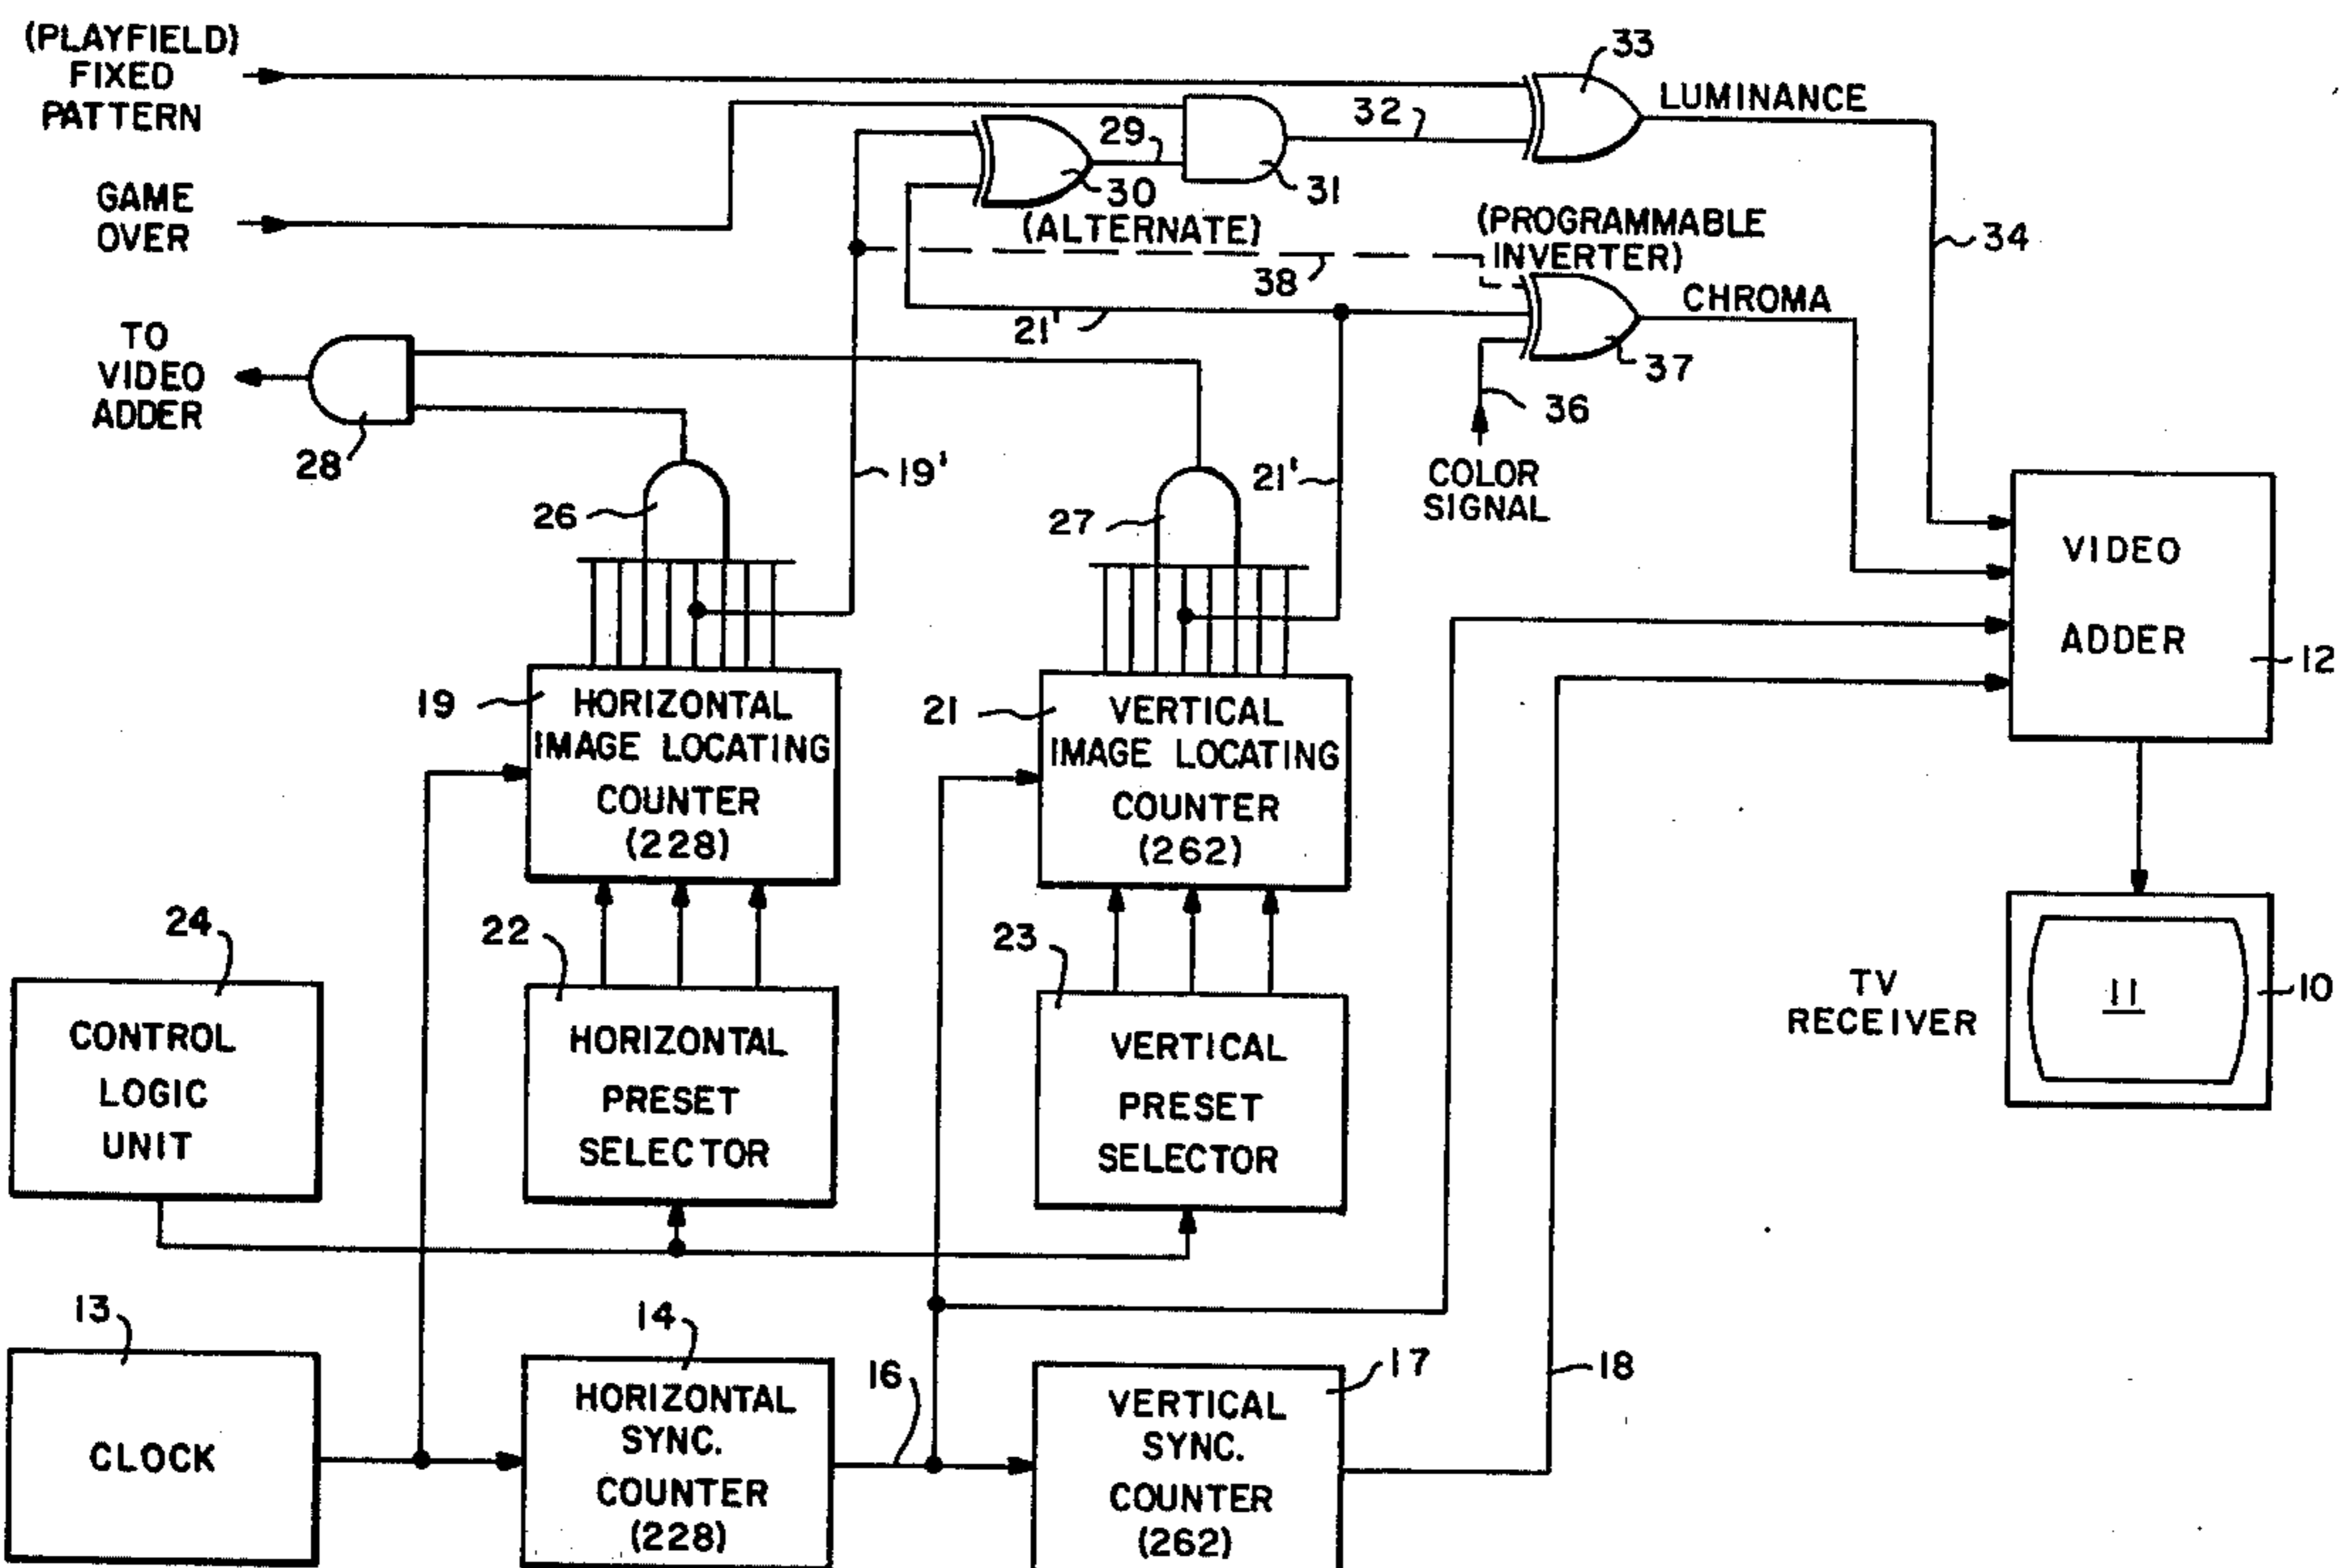 (PLAYFIELD)
FIXED
PATTERN
33
LUMINANCE
32
29
30
31
GAME
OVER
(ALTERNATE)
(PROGRAMMABLE
INVERTER)
34
38
21'
CHROMA
37
36
COLOR
SIGNAL
TO
VIDEO
ADDER
28
26
19'
27
21'
VIDEO
ADDER
12
19
HORIZONTAL
IMAGE LOCATING
COUNTER
(228)
21
VERTICAL
IMAGE LOCATING
COUNTER
(262)
24
CONTROL
LOGIC
UNIT
22
HORIZONTAL
PRESET
SELECTOR
23
VERTICAL
PRESET
SELECTOR
TV
RECEIVER
11
10
13
CLOCK
14
HORIZONTAL
SYNC.
COUNTER
(228)
16
17
VERTICAL
SYNC.
COUNTER
(262)
18